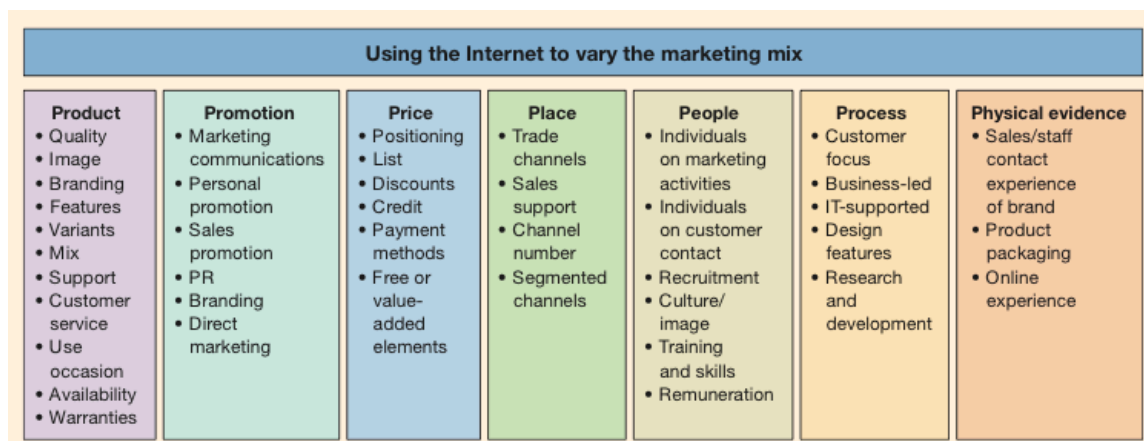 Using the Internet to vary the marketing mix
Product
• Quality
• Image
• Branding
• Features
• Variants
• Mix
• Support
• Customer
service
• Use
occasion
• Availability
• Warranties
Promotion
• Marketing
communications
• Personal
promotion
• Sales
promotion
• PR
• Branding
• Direct
marketing
Price
• Positioning
• List
• Discounts
• Credit
• Payment
methods
• Free or
value-
added
elements
Place
• Trade
channels
• Sales
support
• Channel
number
• Segmented
channels
People
• Individuals
on marketing
activities
• Individuals
on customer
contact
• Recruitment
• Culture/
image
• Training
and skills
• Remuneration
Process
• Customer
focus
• Business-led
• IT-supported
• Design
features
• Research
and
development
Physical evidence
• Sales/staff
contact
experience
of brand
• Product
packaging
• Online
experience